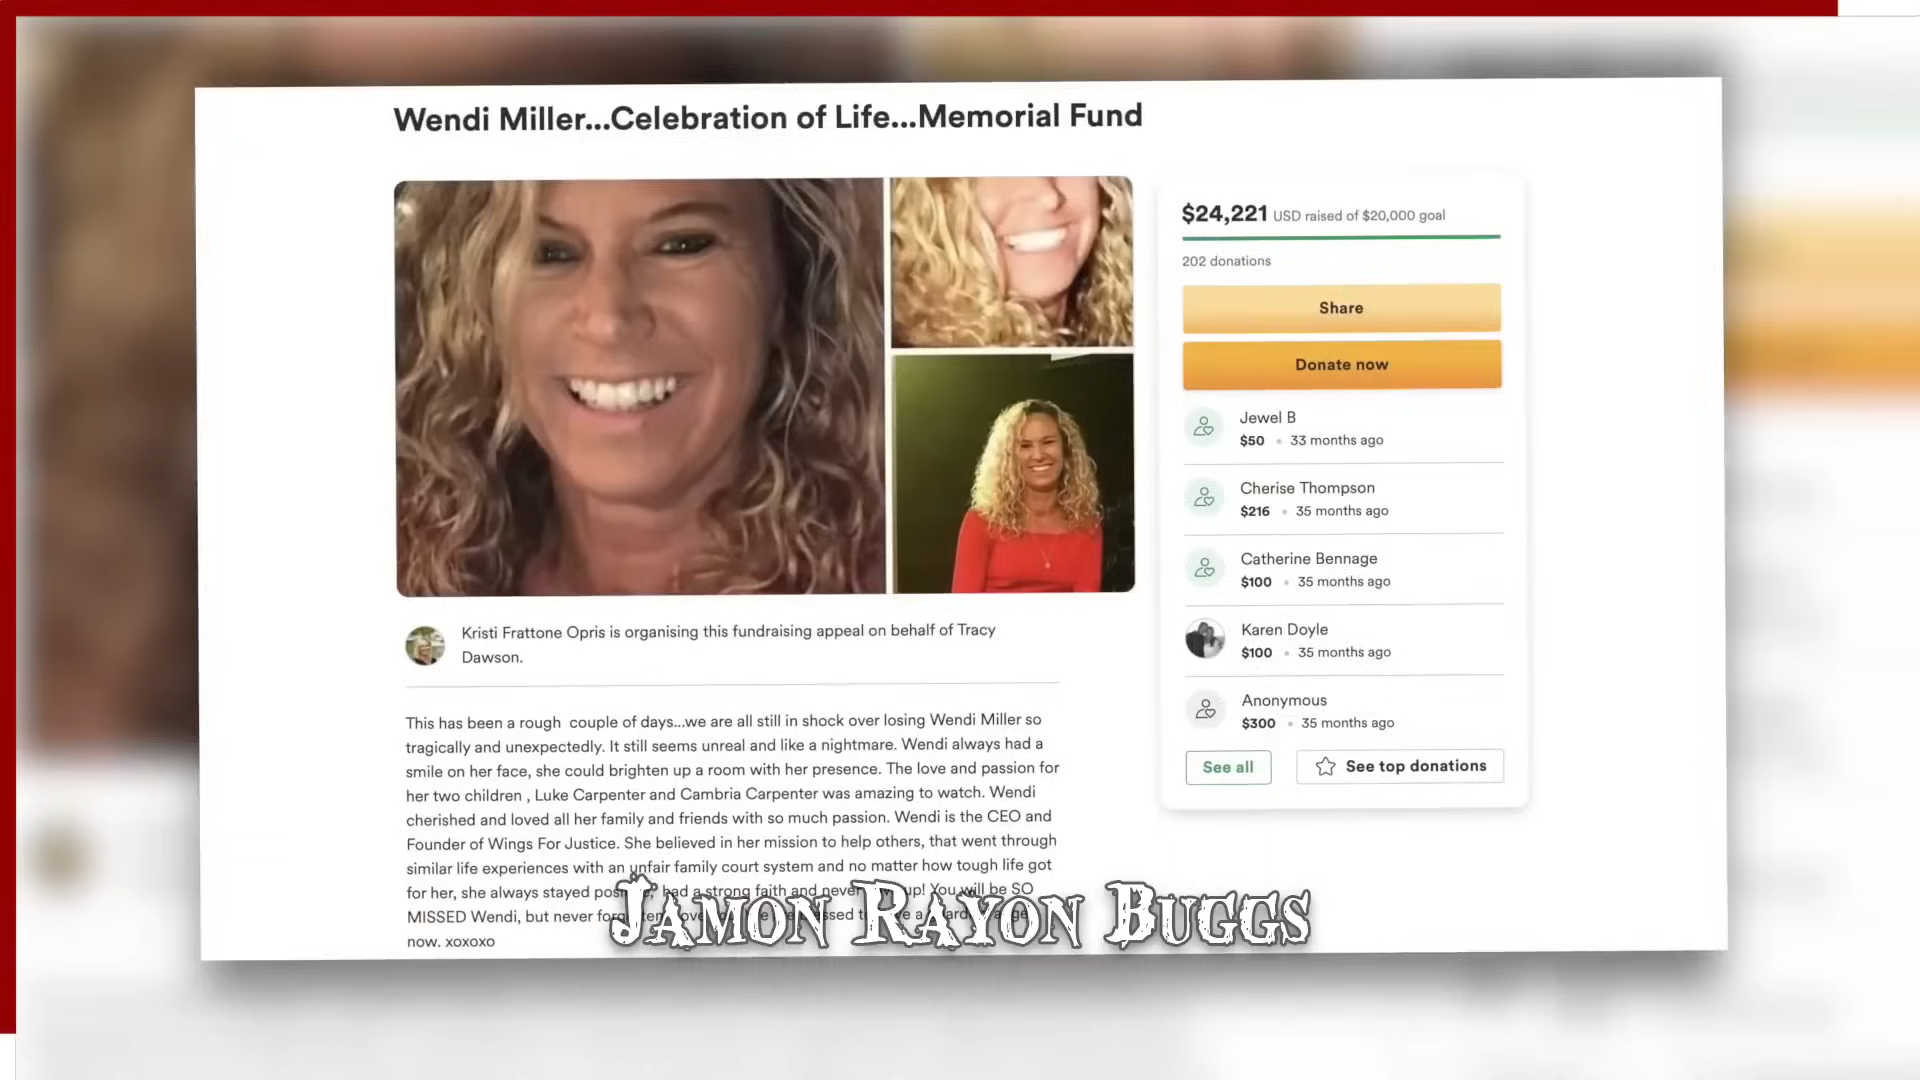 Wendi Miller...Celebration of Life...Memorial Fund
$24,221 USD raised of $20,000 goal
202 donations
Share
Donate now
Jewel B
$50 • 33 months ago
Cherise Thompson
$216 • 35 months ago
Catherine Bennage
$100 • 35 months ago
Karen Doyle
$100 • 35 months ago
Anonymous
$300 • 35 months ago
See all
See top donations
Kristi Frattone Opris is organising this fundraising appeal on behalf of Tracy
Dawson.
This has been a rough couple of days...we are all still in shock over losing Wendi Miller so
tragically and unexpectedly. It still seems unreal and like a nightmare. Wendi always had a
smile on her face, she could brighten up a room with her presence. The love and passion for
her two children , Luke Carpenter and Cambria Carpenter was amazing to watch. Wendi
cherished and loved all her family and friends with so much passion. Wendi is the CEO and
Founder of Wings For Justice. She believed in her mission to help others, that went through
similar life experiences with an unfair family court system and no matter how tough life got
for her, she always stayed had a strong faith and never up! You will be SO
MISSED Wendi, but never
now. xoxoxo
Jamon Rayon Buggs